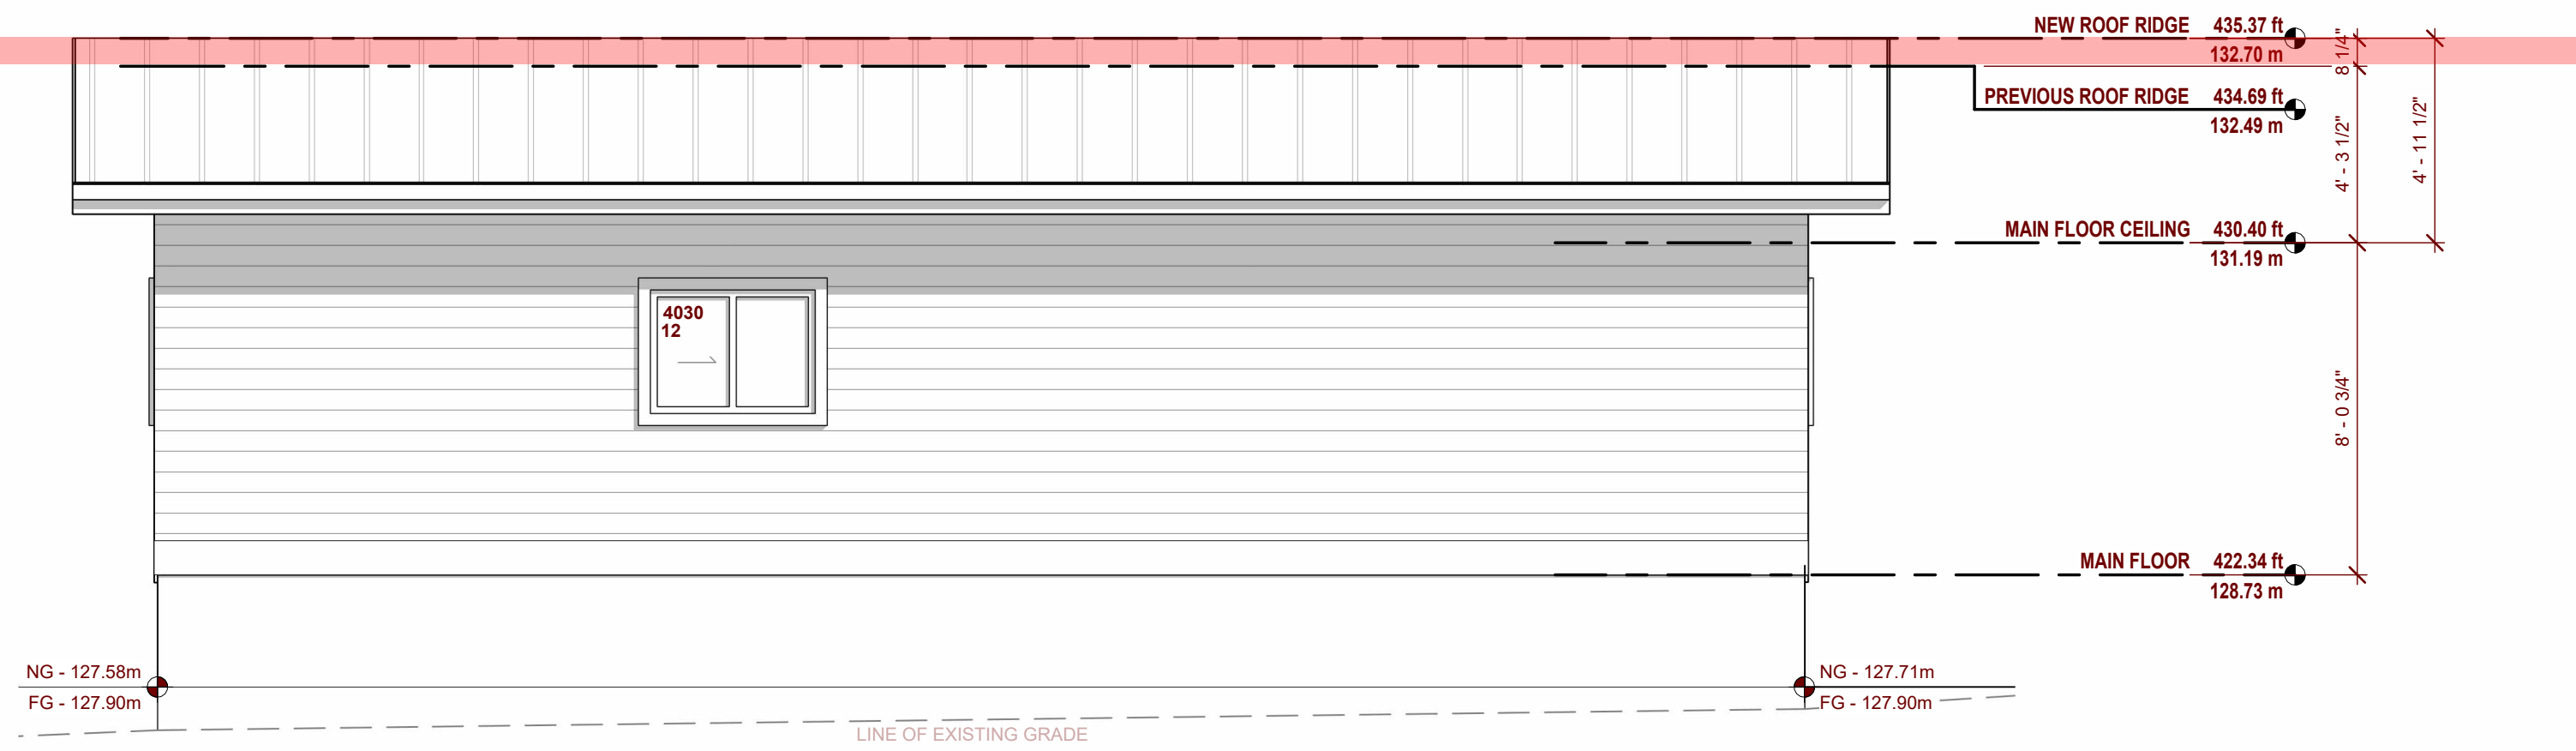 NEW ROOF RIDGE 435.37 ft
132.70 m
8 1/4"
PREVIOUS ROOF RIDGE 434.69 ft
132.49 m
4' - 3 1/2"
4' - 11 1/2"
MAIN FLOOR CEILING 430.40 ft
131.19 m
4030
12
8' - 0 3/4"
MAIN FLOOR 422.34 ft
128.73 m
NG - 127.58m
FG - 127.90m
NG - 127.71m
FG - 127.90m
LINE OF EXISTING GRADE